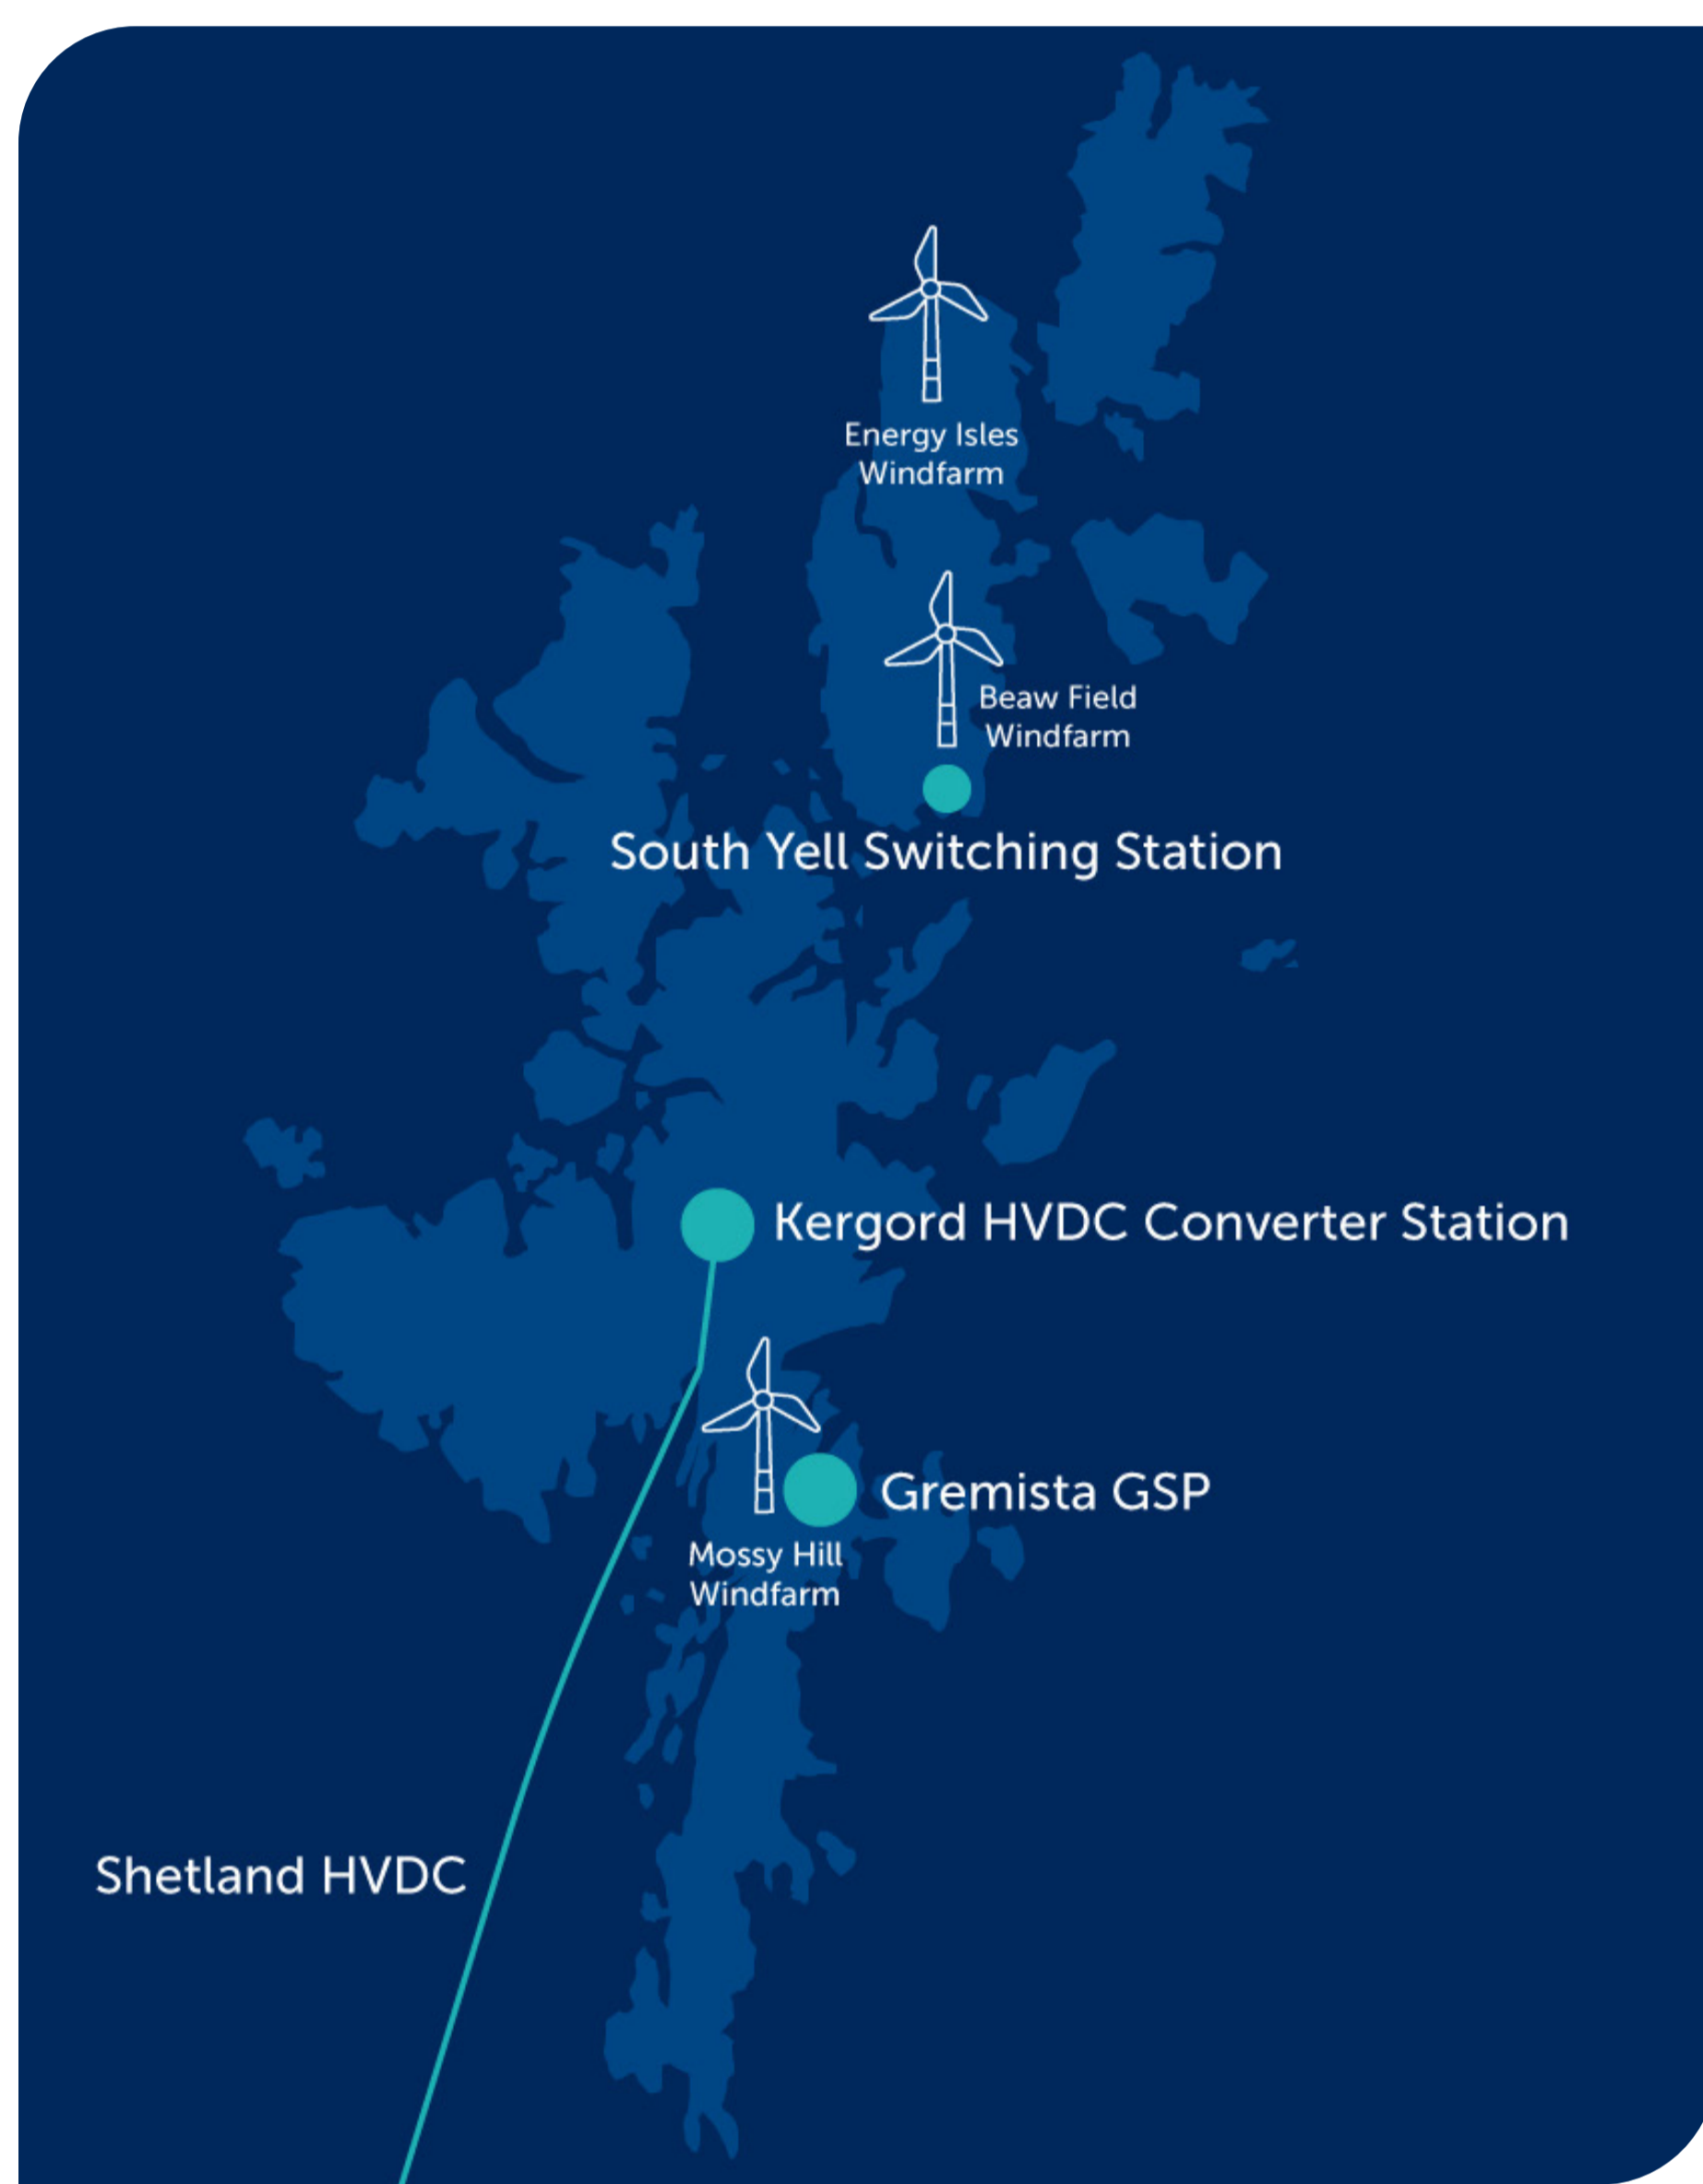 Energy Isles
Windfarm
Beaw Field
Windfarm
South Yell Switching Station
Kergord HVDC Converter Station
Gremista GSP
Mossy Hill
Windfarm
Shetland HVDC